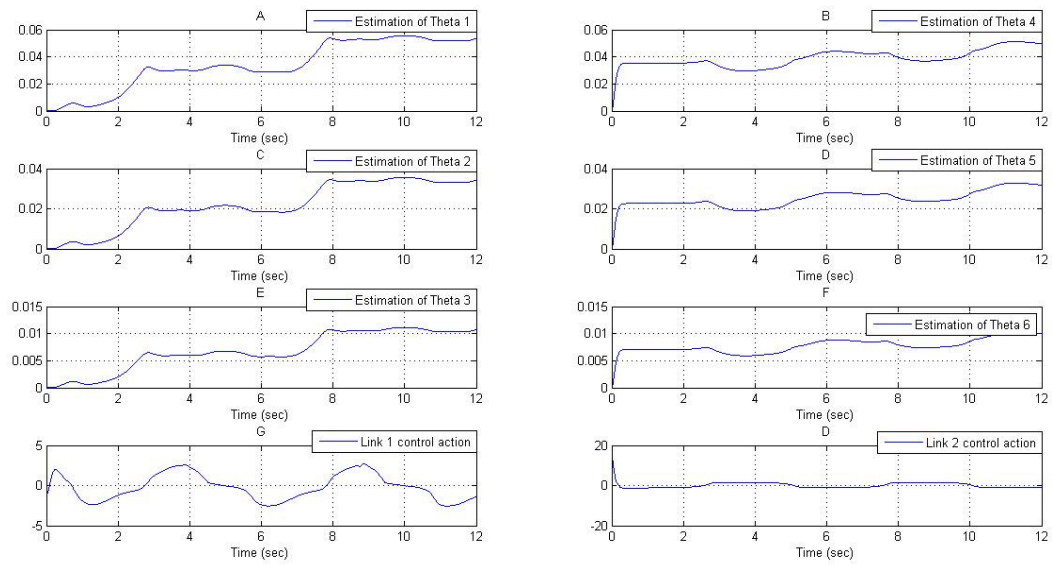 A
Estimation of Theta 1
0.06
0.04
0.02
0
0 2 4 6 8 10 12
Time (sec)
B
Estimation of Theta 4
0.06
0.04
0.02
0
0 2 4 6 8 10 12
Time (sec)
C
Estimation of Theta 2
0.04
0.02
0
0 2 4 6 8 10 12
Time (sec)
D
Estimation of Theta 5
0.04
0.02
0
0 2 4 6 8 10 12
Time (sec)
E
Estimation of Theta 3
0.015
0.01
0.005
0
0 2 4 6 8 10 12
Time (sec)
F
Estimation of Theta 6
0.015
0.01
0.005
0
0 2 4 6 8 10 12
Time (sec)
G
Link 1 control action
5
0
-5
0 2 4 6 8 10 12
Time (sec)
D
Link 2 control action
20
0
-20
0 2 4 6 8 10 12
Time (sec)